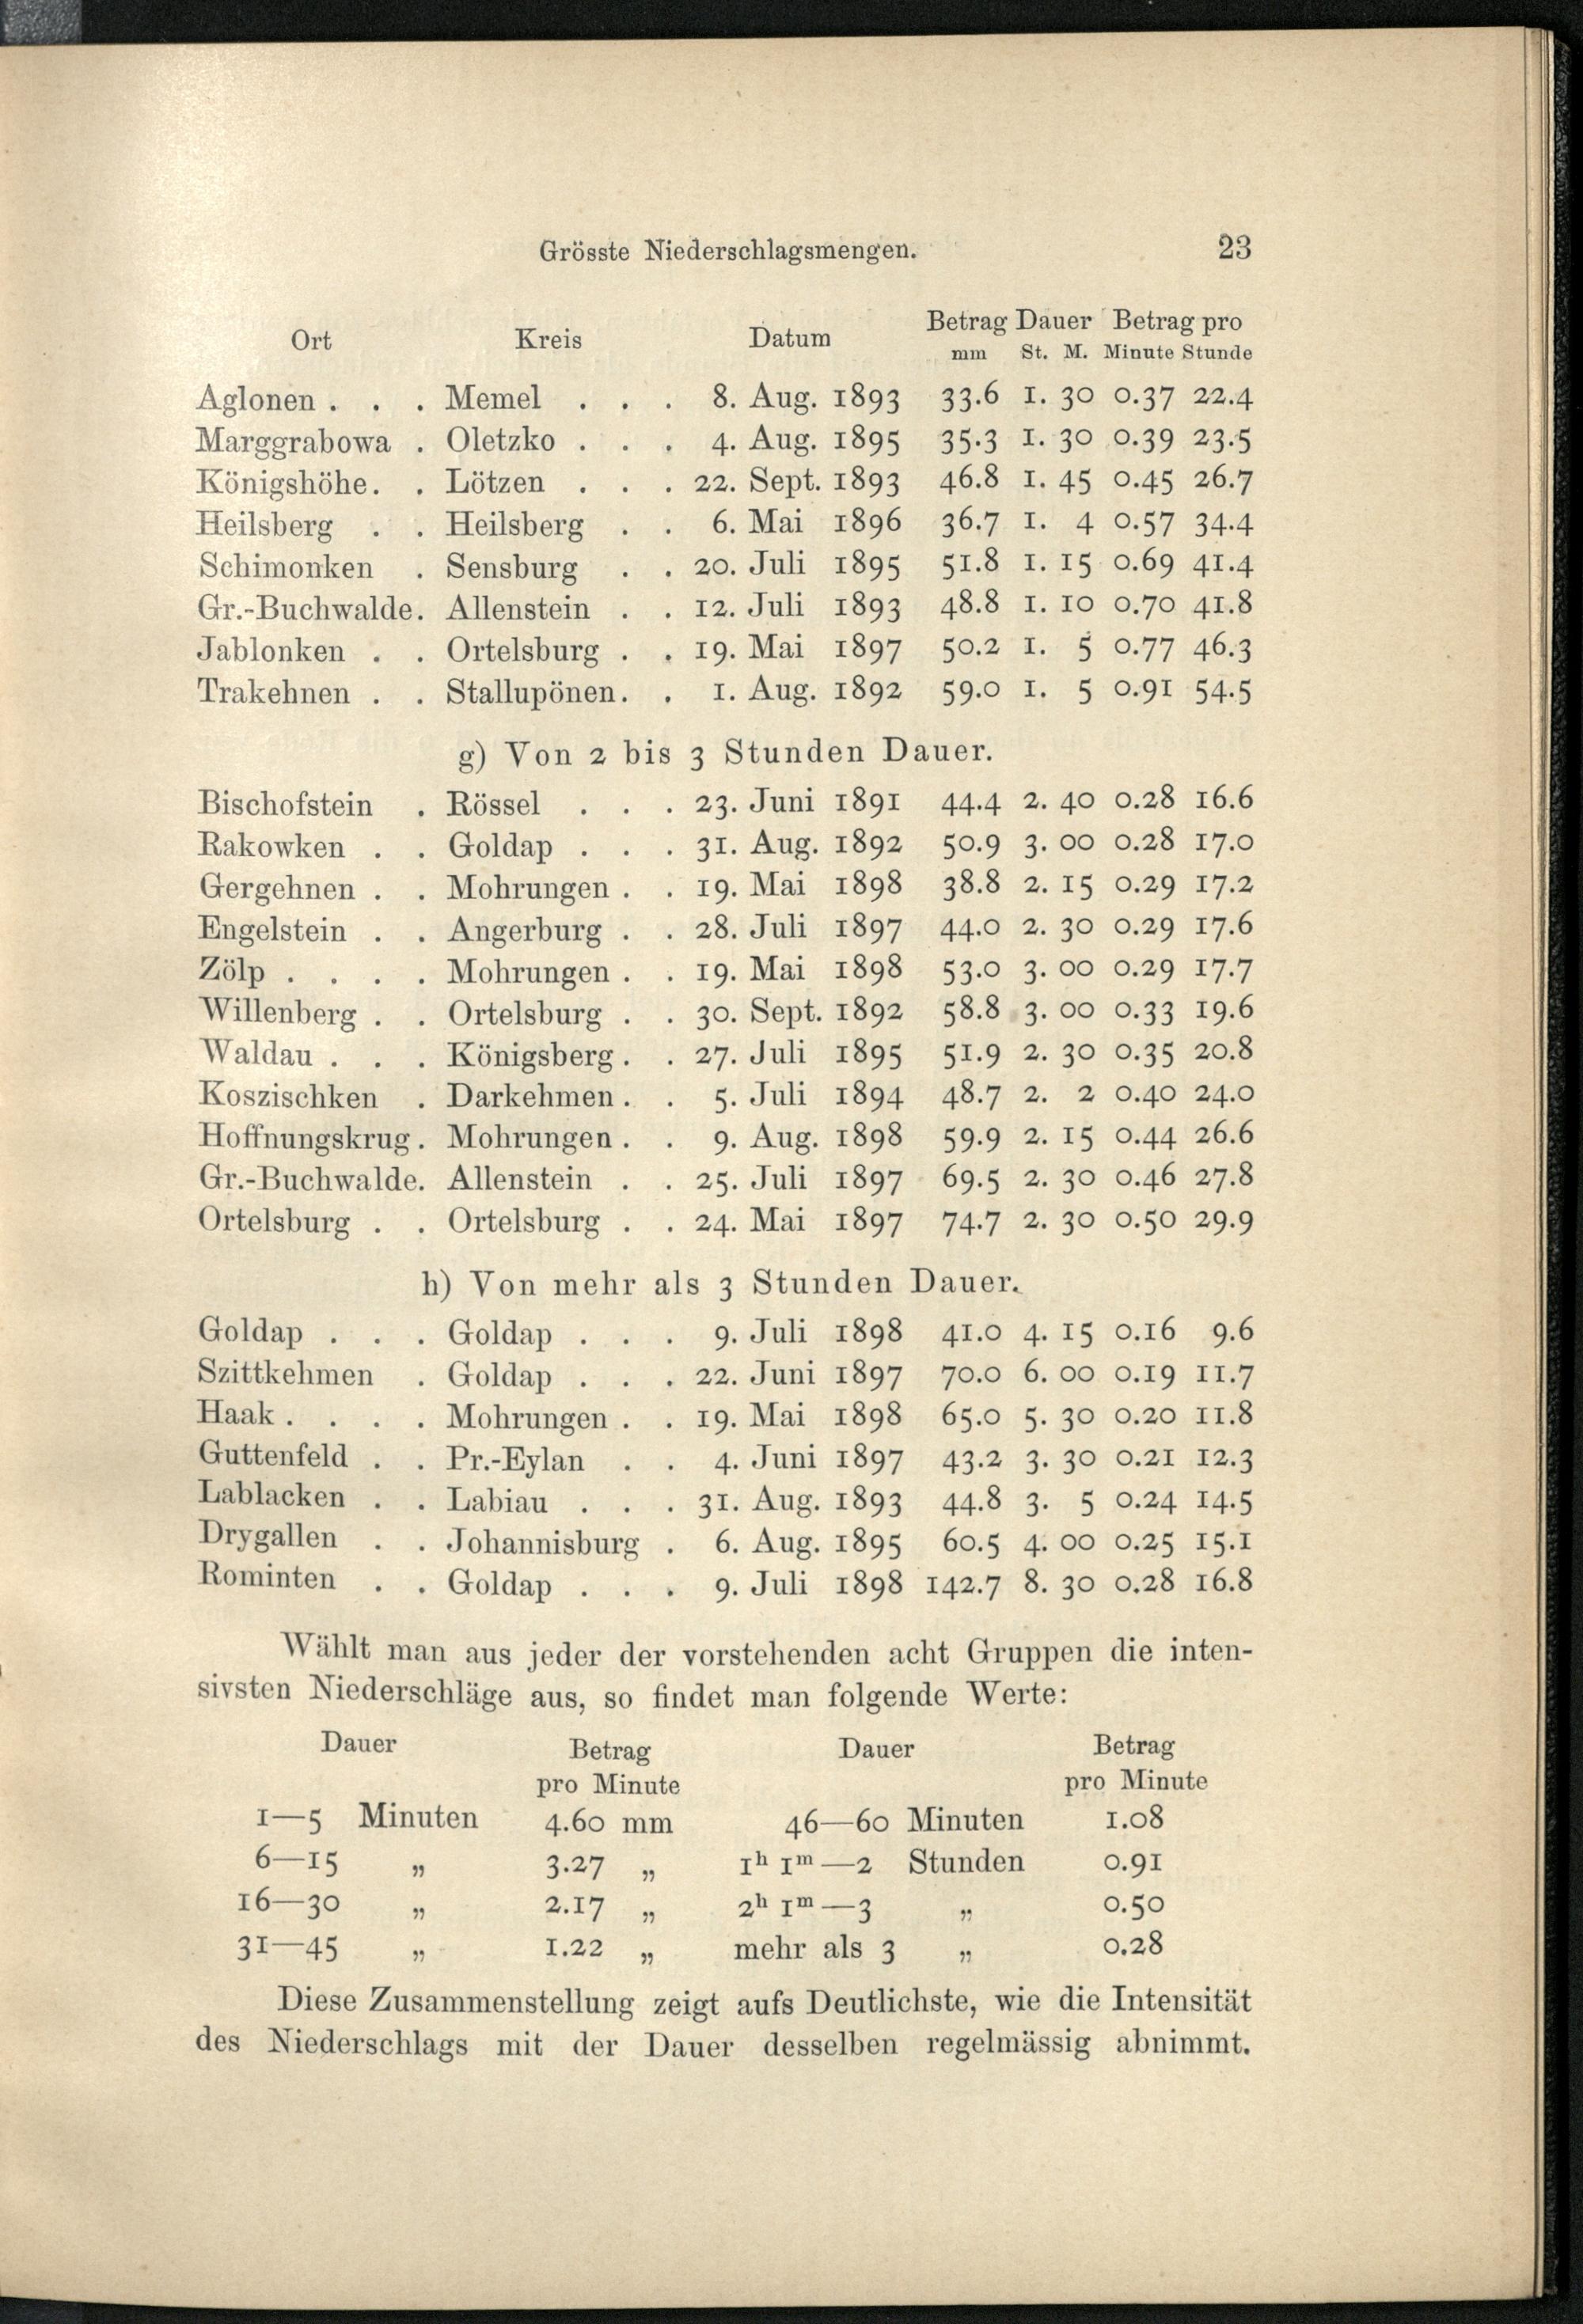 Grösste Niederschlagsmengen. 23
Ort Kreis Datum Betrag Dauer Betrag pro
mm St. M. Minute Stunde
Aglonen . . . Memel . . . 8. Aug. 1893 33.6 1. 30 0.37 22.4
Marggrabowa . Oletzko . . . 4. Aug. 1895 35.3 1. 30 0.39 23.5
Königshöhe. . Lötzen . . . 22. Sept. 1893 46.8 1. 45 0.45 26.7
Heilsberg . . Heilsberg . . 6. Mai 1896 36.7 1. 4 0.57 34.4
Schimonken . Sensburg . . 20. Juli 1895 51.8 1. 15 0.69 41.4
Gr.-Buchwalde. Allenstein . . 12. Juli 1893 48.8 1. 10 0.70 41.8
Jablonken . . Ortelsburg . . 19. Mai 1897 50.2 1. 5 0.77 46.3
Trakehnen . . Stallupönen. . 1. Aug. 1892 59.0 1. 5 0.91 54.5
g) Von 2 bis 3 Stunden Dauer.
Bischofstein . Rössel . . . 23. Juni 1891 44.4 2. 40 0.28 16.6
Rakowken . . Goldap . . . 31. Aug. 1892 50.9 3. 00 0.28 17.0
Gergehnen . . Mohrungen . . 19. Mai 1898 38.8 2. 15 0.29 17.2
Engelstein . . Angerburg . . 28. Juli 1897 44.0 2. 30 0.29 17.6
Zölp . . . . Mohrungen . . 19. Mai 1898 53.0 3. 00 0.29 17.7
Willenberg . . Ortelsburg . . 30. Sept. 1892 58.8 3. 00 0.33 19.6
Waldau . . . Königsberg . . 27. Juli 1895 51.9 2. 30 0.35 20.8
Koszischken . Darkehmen . . 5. Juli 1894 48.7 2. 2 0.40 24.0
Hoffnungskrug . Mohrungen . . 9. Aug. 1898 59.9 2. 15 0.44 26.6
Gr.-Buchwalde. Allenstein . . 25. Juli 1897 69.5 2. 30 0.46 27.8
Ortelsburg . . Ortelsburg . . 24. Mai 1897 74.7 2. 30 0.50 29.9
h) Von mehr als 3 Stunden Dauer.
Goldap . . . Goldap . . . 9. Juli 1898 41.0 4. 15 0.16 9.6
Szittkehmen . Goldap . . . 22. Juni 1897 70.0 6. 00 0.19 11.7
Haak . . . . Mohrungen . . 19. Mai 1898 65.0 5. 30 0.20 11.8
Guttenfeld . . Pr.-Eylan . . 4. Juni 1897 43.2 3. 30 0.21 12.3
Lablacken . . Labiau . . . 31. Aug. 1893 44.8 3. 5 0.24 14.5
Drygallen . . Johannisburg . 6. Aug. 1895 60.5 4. 00 0.25 15.1
Rominten . . Goldap . . . 9. Juli 1898 142.7 8. 30 0.28 16.8
Wählt man aus jeder der vorstehenden acht Gruppen die inten-
sivsten Niederschläge aus, so findet man folgende Werte:
Dauer Betrag Dauer Betrag
pro Minute pro Minute
1—5 Minuten 4.60 mm 46—60 Minuten 1.08
6—15 „ 3.27 „ 1h 1m—2 Stunden 0.91
16—30 „ 2.17 „ 2h 1m—3 „ 0.50
31—45 „ 1.22 „ mehr als 3 „ 0.28
Diese Zusammenstellung zeigt aufs Deutlichste, wie die Intensität
des Niederschlags mit der Dauer desselben regelmässig abnimmt.